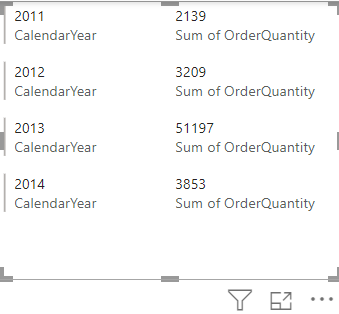 2011 2139
CalendarYear Sum of OrderQuantity
2012 3209
CalendarYear Sum of OrderQuantity
2013 51197
CalendarYear Sum of OrderQuantity
2014 3853
CalendarYear Sum of OrderQuantity